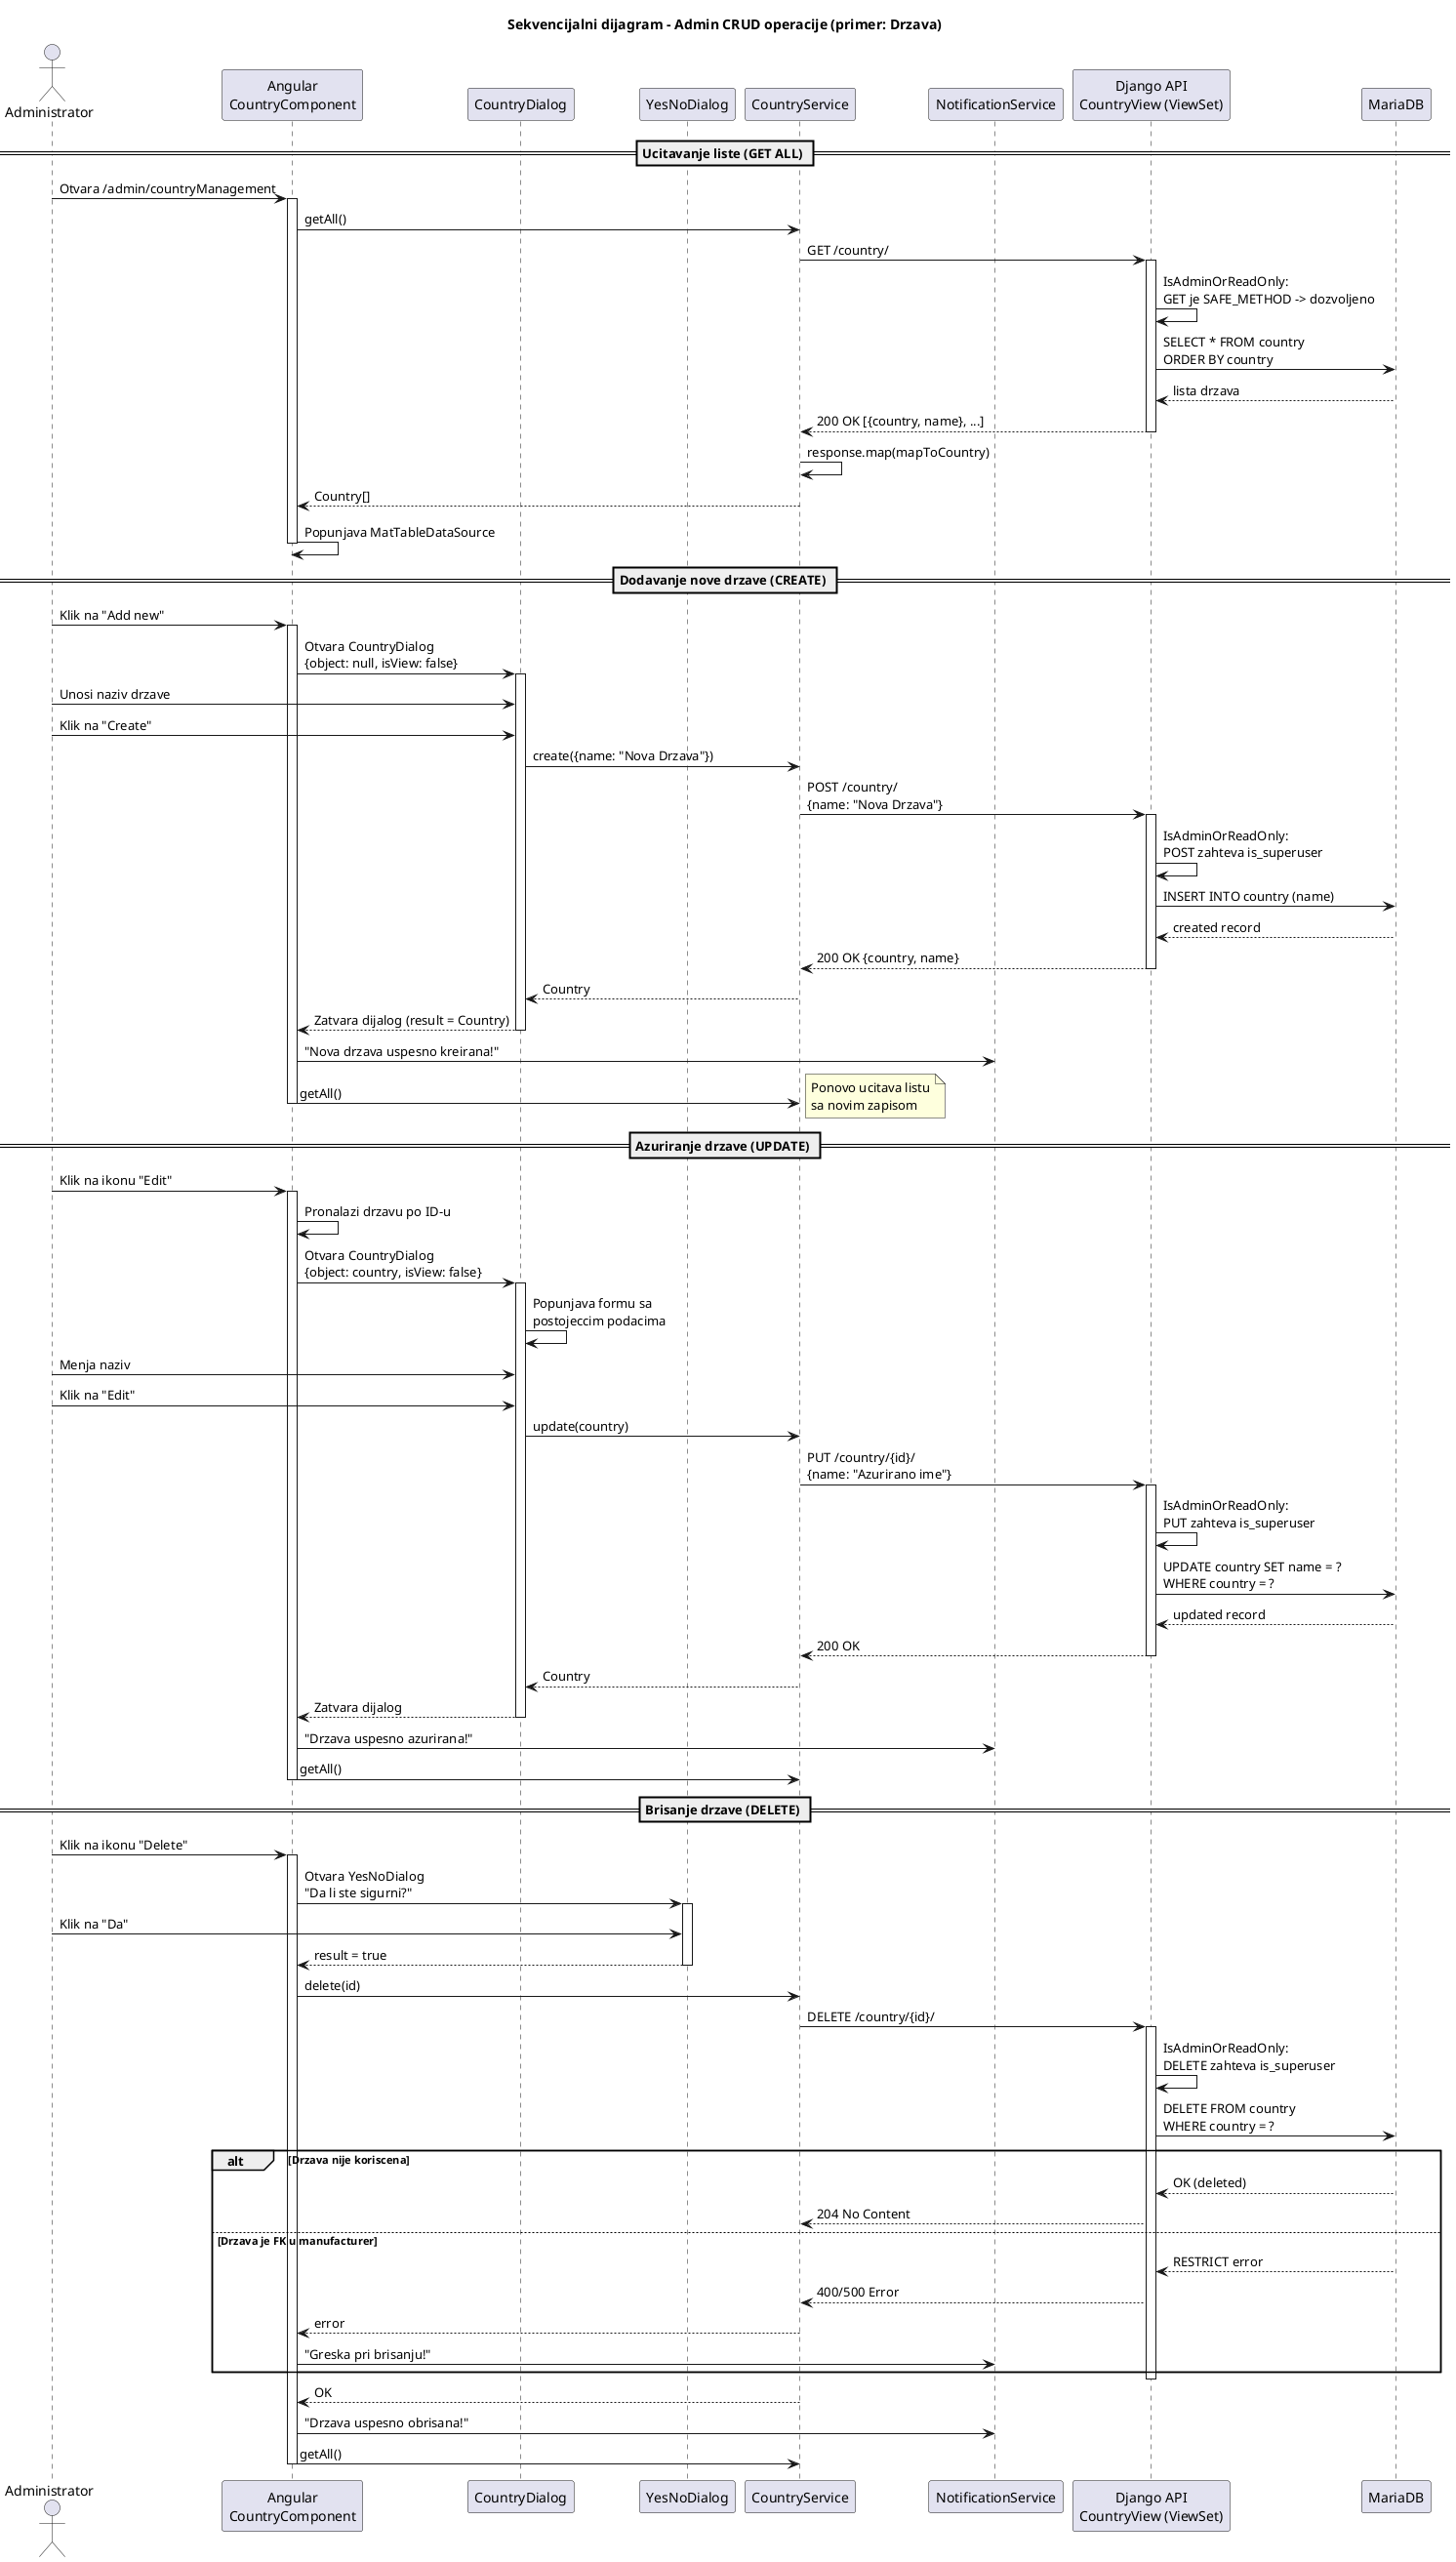 Sekvencijalni dijagram - Admin CRUD operacije (primer: Drzava)
Administrator
Angular
CountryComponent
CountryDialog
YesNoDialog
CountryService
NotificationService
Django API
CountryView (ViewSet)
MariaDB
Ucitavanje liste (GET ALL)
Otvara /admin/countryManagement
getAll()
GET /country/
IsAdminOrReadOnly:
GET je SAFE_METHOD -> dozvoljeno
SELECT * FROM country
ORDER BY country
lista drzava
200 OK [{country, name}, ...]
response.map(mapToCountry)
Country[]
Popunjava MatTableDataSource
Dodavanje nove drzave (CREATE)
Klik na "Add new"
Otvara CountryDialog
{object: null, isView: false}
Unosi naziv drzave
Klik na "Create"
create({name: "Nova Drzava"})
POST /country/
{name: "Nova Drzava"}
IsAdminOrReadOnly:
POST zahteva is_superuser
INSERT INTO country (name)
created record
200 OK {country, name}
Country
Zatvara dijalog (result = Country)
"Nova drzava uspesno kreirana!"
getAll()
Ponovo ucitava listu
sa novim zapisom
Azuriranje drzave (UPDATE)
Klik na ikonu "Edit"
Pronalazi drzavu po ID-u
Otvara CountryDialog
{object: country, isView: false}
Popunjava formu sa
postojeccim podacima
Menja naziv
Klik na "Edit"
update(country)
PUT /country/{id}/
{name: "Azurirano ime"}
IsAdminOrReadOnly:
PUT zahteva is_superuser
UPDATE country SET name = ?
WHERE country = ?
updated record
200 OK
Country
Zatvara dijalog
"Drzava uspesno azurirana!"
getAll()
Brisanje drzave (DELETE)
Klik na ikonu "Delete"
Otvara YesNoDialog
"Da li ste sigurni?"
Klik na "Da"
result = true
delete(id)
DELETE /country/{id}/
IsAdminOrReadOnly:
DELETE zahteva is_superuser
DELETE FROM country
WHERE country = ?
alt [Drzava nije koriscena]
OK (deleted)
204 No Content
[Drzava je FK u manufacturer]
RESTRICT error
400/500 Error
error
"Greska pri brisanju!"
OK
"Drzava uspesno obrisana!"
getAll()
Administrator
Angular
CountryComponent
CountryDialog
YesNoDialog
CountryService
NotificationService
Django API
CountryView (ViewSet)
MariaDB